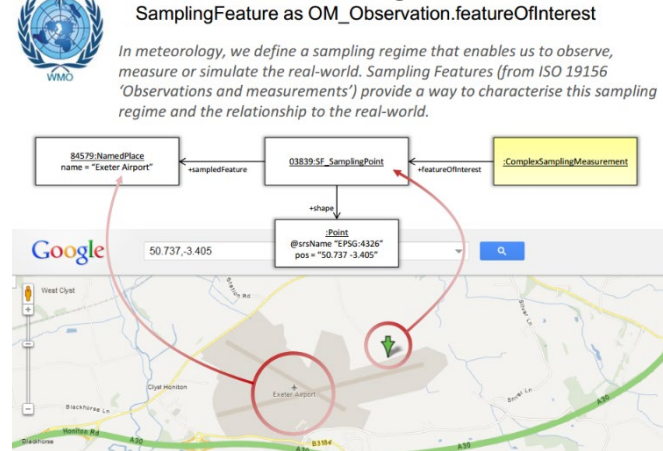 WMO
SamplingFeature as OM_Observation.featureOfInterest
In meteorology, we define a sampling regime that enables us to observe,
measure or simulate the real-world. Sampling Features (from ISO 19156
‘Observations and measurements’) provide a way to characterise this sampling
regime and the relationship to the real-world.
84579:NamedPlace
name = “Exeter Airport”
+sampledFeature
03839:SF_SamplingPoint
+featureOfInterest
:ComplexSamplingMeasurement
+shape
:Point
@srsName “EPSG:4326”
pos = “50.737 -3.405”
Google
50.737,-3.405
West Clyst
Station Rd
Clyst Honiton
Exeter Airport
Blackhorse Ln
Blackhorse
Honiton Rd
A30
B3184
A30
A30